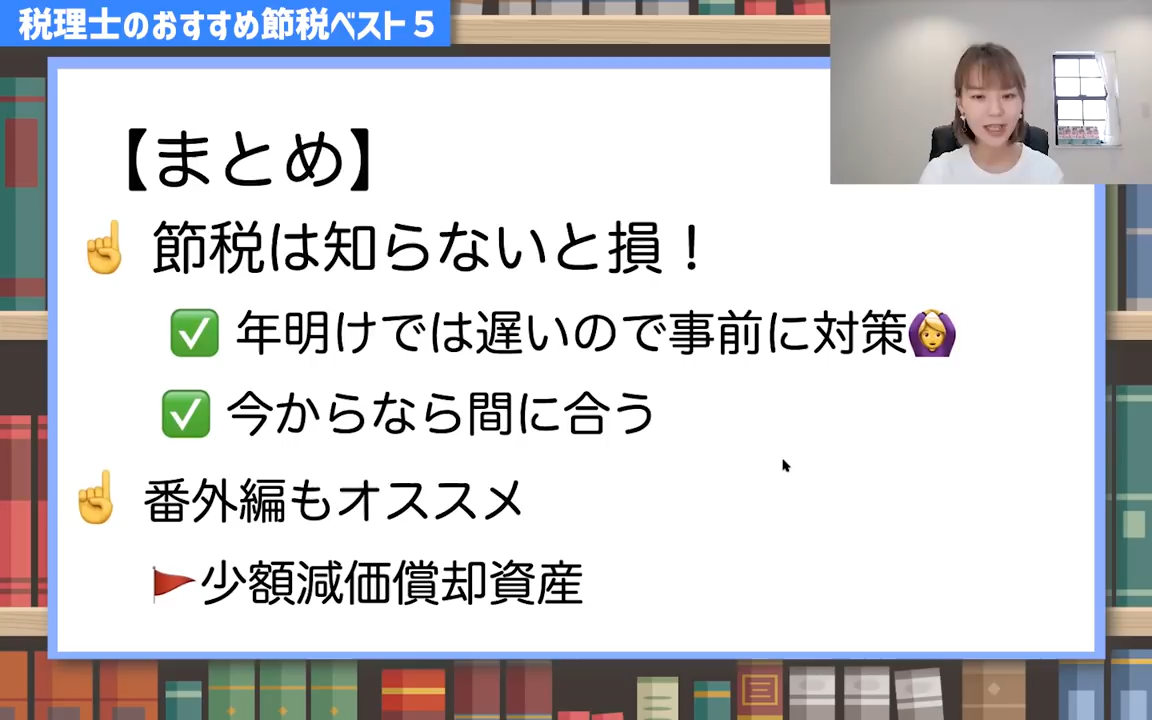 税理士のおすすめ節税ベスト５
【まとめ】
☝️ 節税は知らないと損！
✅ 年明けでは遅いので事前に対策🙆‍♀️
✅ 今からなら間に合う
☝️ 番外編もオススメ
🚩少額減価償却資産